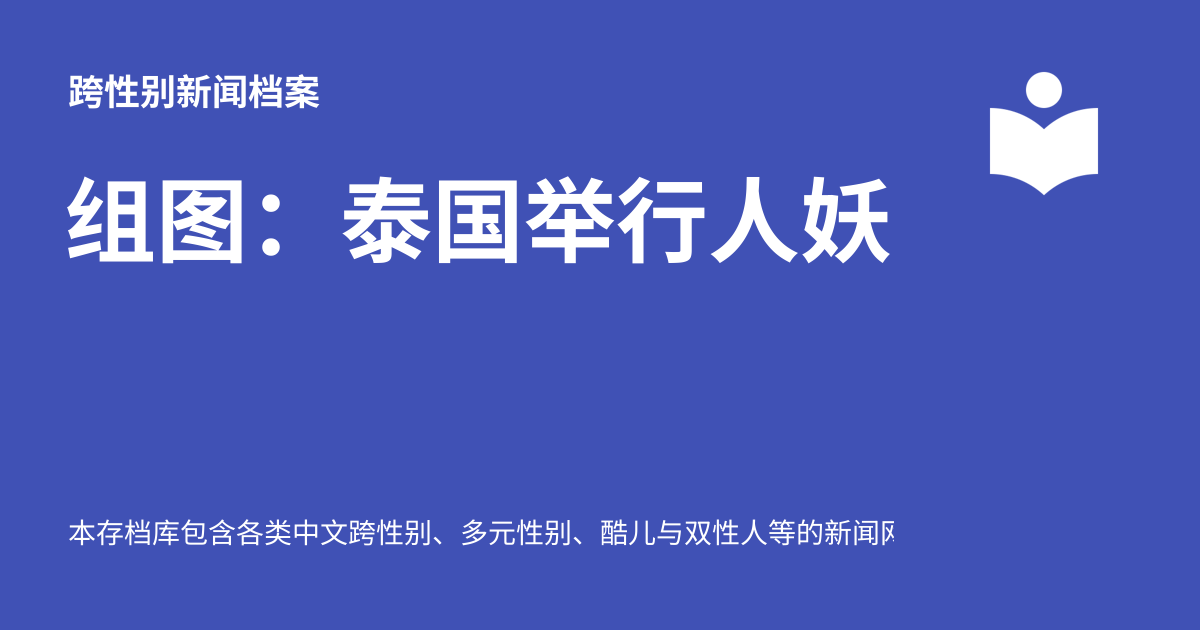 跨性别新闻档案
组图：泰国举行人妖
本存档库包含各类中文跨性别、多元性别、酷儿与双性人等的新闻网